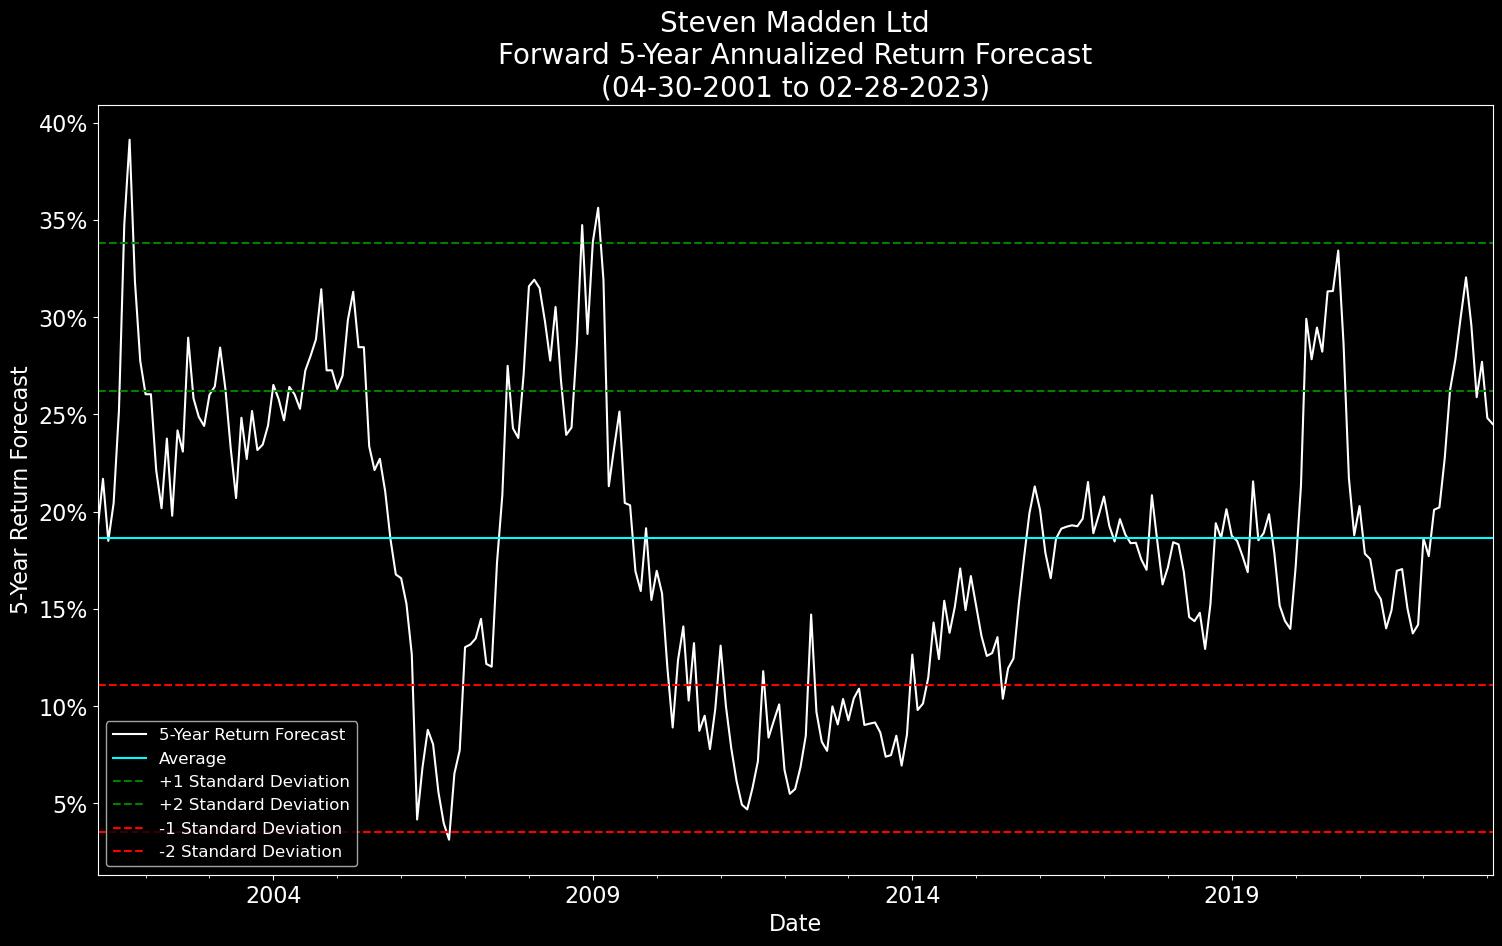 Steven Madden Ltd
Forward 5-Year Annualized Return Forecast
(04-30-2001 to 02-28-2023)
5-Year Return Forecast
40%
35%
30%
25%
20%
15%
10%
5%
5-Year Return Forecast
Average
+1 Standard Deviation
+2 Standard Deviation
-1 Standard Deviation
-2 Standard Deviation
2004
2009
2014
2019
Date